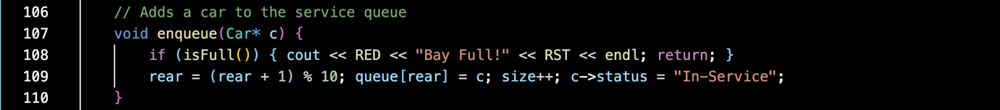 106 // Adds a car to the service queue
107 void enqueue(Car* c) {
108 if (isFull()) { cout << RED << "Bay Full!" << RST << endl; return; }
109 rear = (rear + 1) % 10; queue[rear] = c; size++; c->status = "In-Service";
110 }